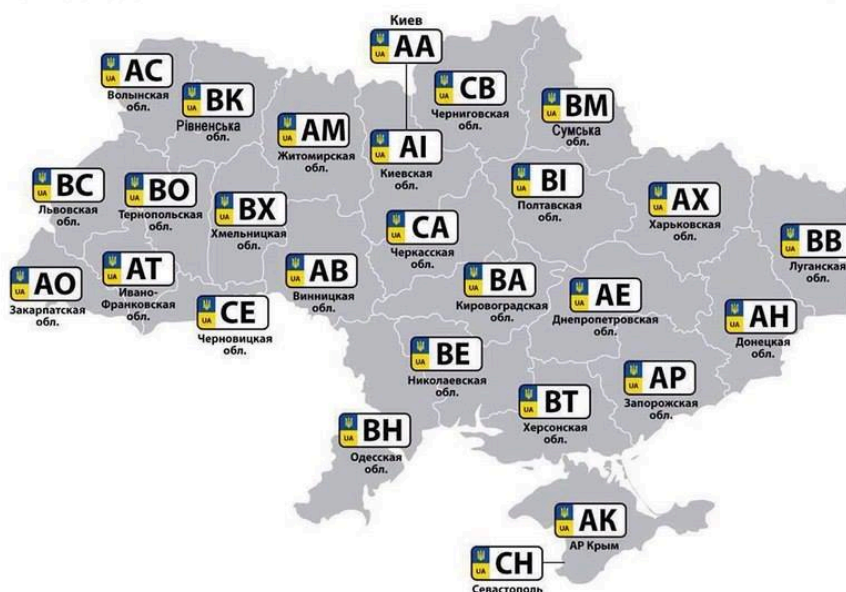 Киев
UA AA
UA AC
Волынская
обл.
UA BK
Рівненська
обл.
UA AM
Житомирская
обл.
UA AI
Киевская
обл.
UA CB
Черниговская
обл.
UA BM
Сумська
обл.
UA BC
Львовская
обл.
UA BO
Тернопольская
обл.
UA BX
Хмельницкая
обл.
UA CA
Черкасская
обл.
UA BI
Полтавская
обл.
UA AX
Харьковская
обл.
UA BB
Луганская
обл.
UA AO
Закарпатская
обл.
UA AT
Ивано-
Франковская
обл.
UA CE
Черновицкая
обл.
UA AB
Винницкая
обл.
UA BA
Кировоградская
обл.
UA AE
Днепропетровская
обл.
UA AH
Донецкая
обл.
UA BE
Николаевская
обл.
UA BT
Херсонская
обл.
UA AP
Запорожская
обл.
UA BH
Одесская
обл.
UA AK
АР Крым
UA CH
Севастополь